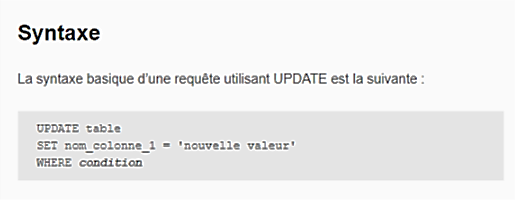 Syntaxe
La syntaxe basique d'une requête utilisant UPDATE est la suivante :
UPDATE table
SET nom_colonne_1 = 'nouvelle valeur'
WHERE condition